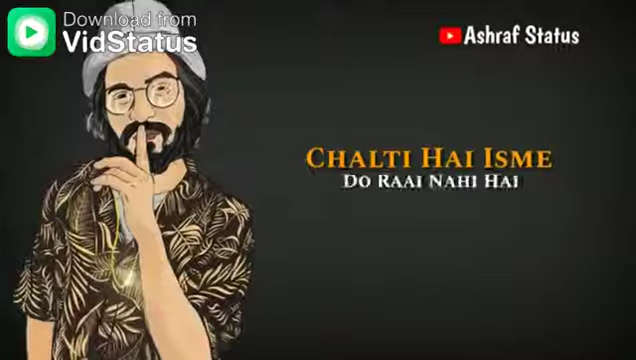 Download from
VidStatus
Ashraf Status
CHALTI HAI ISME
DO RAAI NAHI HAI